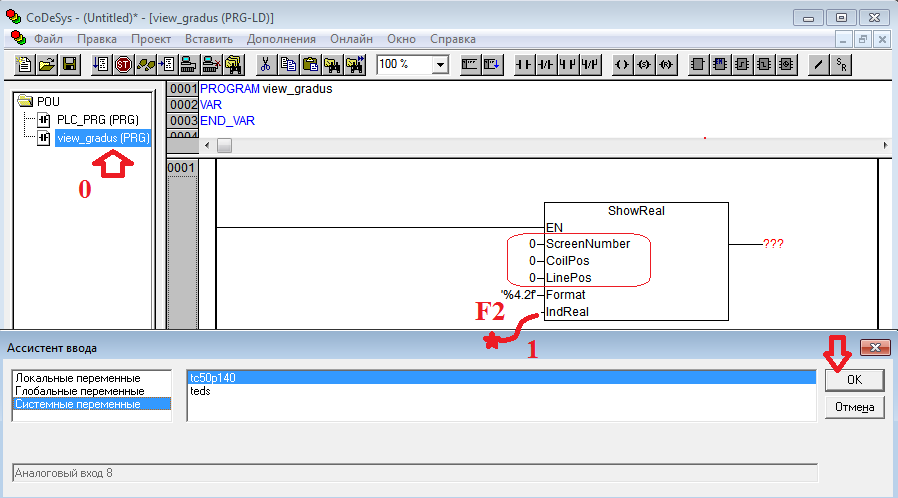 CoDeSys - (Untitled)* - [view_gradus (PRG-LD)]
Файл Правка Проект Вставить Дополнения Онлайн Окно Справка
100 %
POU
PLC_PRG (PRG)
view_gradus (PRG)
0
0001 PROGRAM view_gradus
0002 VAR
0003 END_VAR
0004
0001
ShowReal
EN
0 ScreenNumber ???
0 CoilPos
0 LinePos
'%4.2f' Format
F2 IndReal
1
Ассистент ввода
Локальные переменные
Глобальные переменные
Системные переменные
tc50p140
teds
OK
Отмена
Аналоговый вход 8